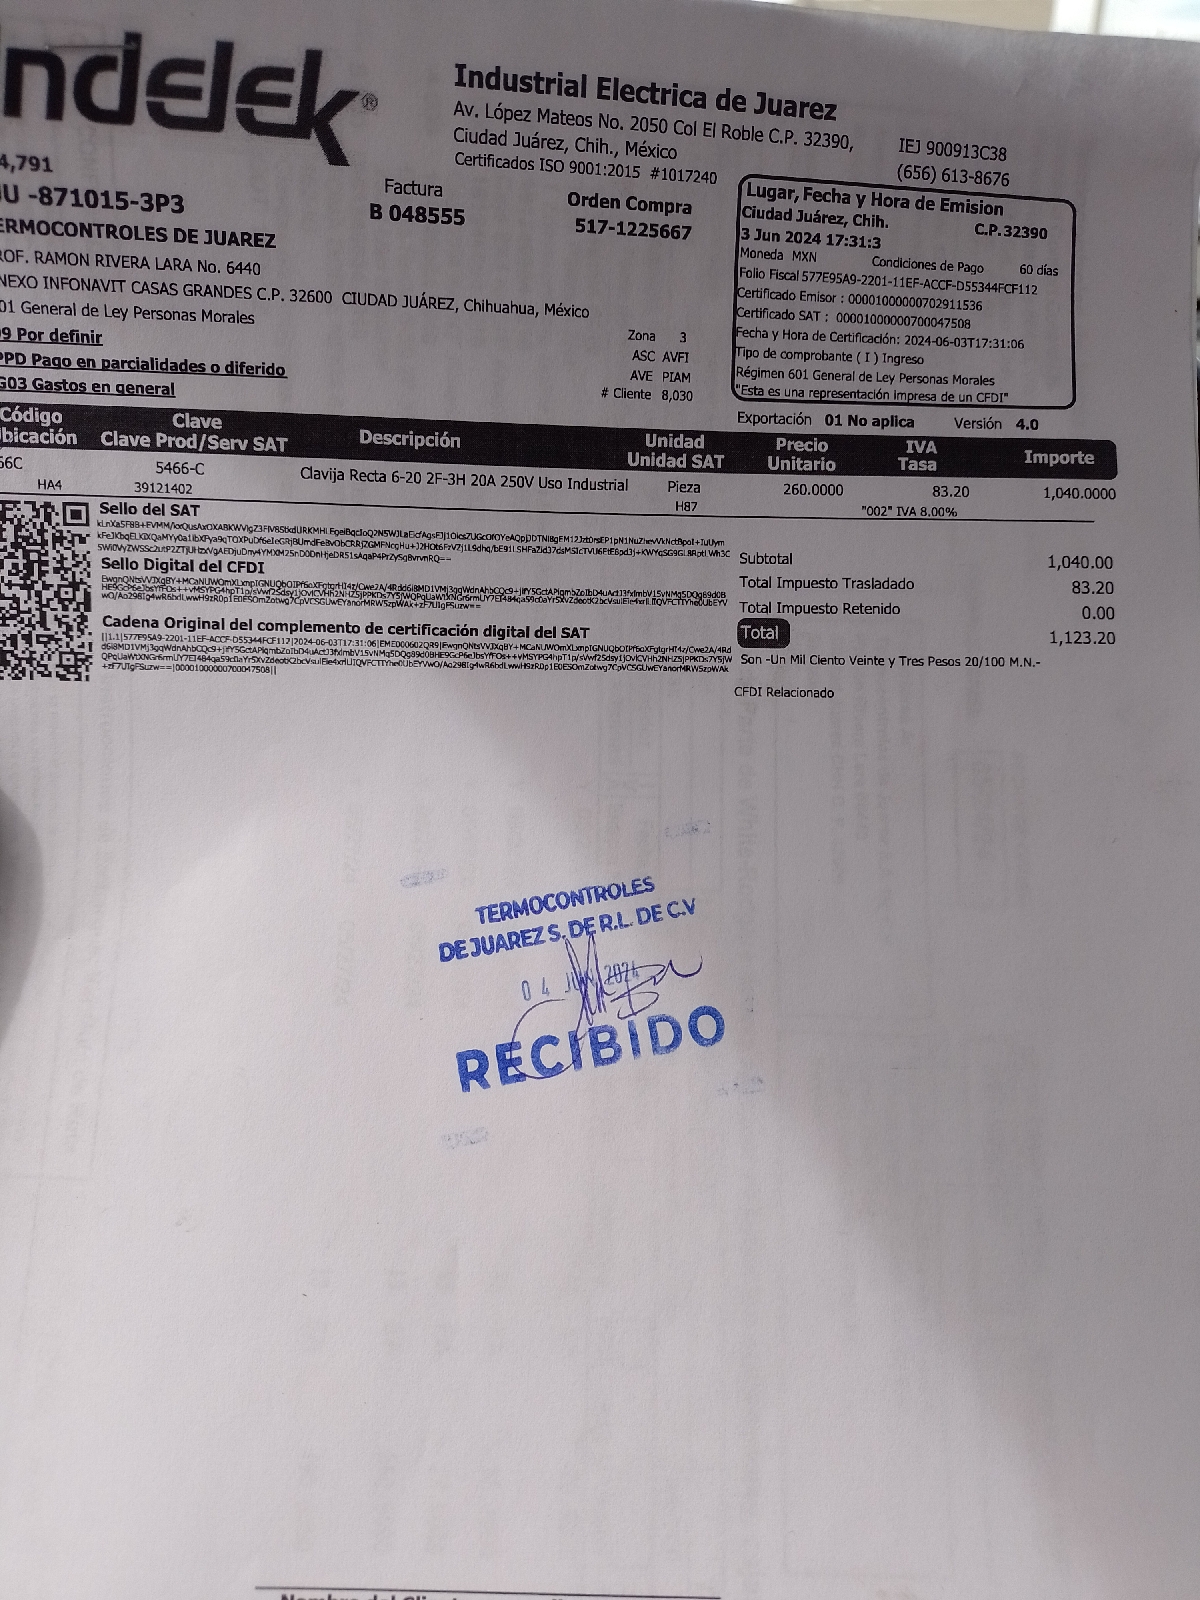 ndelek®
Industrial Electrica de Juarez
Av. López Mateos No. 2050 Col El Roble C.P. 32390,
Ciudad Juárez, Chih., México
Certificados ISO 9001:2015 #1017240
IEJ 900913C38
(656) 613-8676
4,791
U -871015-3P3
ERMOCONTROLES DE JUAREZ
ROF. RAMON RIVERA LARA No. 6440
NEXO INFONAVIT CASAS GRANDES C.P. 32600 CIUDAD JUÁREZ, Chihuahua, México
01 General de Ley Personas Morales
9 Por definir
PPD Pago en parcialidades o diferido
G03 Gastos en general
Factura
B 048555
Orden Compra
517-1225667
Zona 3
ASC AVFI
AVE PIAM
# Cliente 8,030
Lugar, Fecha y Hora de Emision
Ciudad Juárez, Chih. C.P. 32390
3 Jun 2024 17:31:3
Moneda MXN Condiciones de Pago 60 días
Folio Fiscal 577E95A9-2201-11EF-ACCF-D55344FCF112
Certificado Emisor : 00001000000702911536
Certificado SAT : 00001000000700047508
Fecha y Hora de Certificación: 2024-06-03T17:31:06
Tipo de comprobante ( I ) Ingreso
Régimen 601 General de Ley Personas Morales
"Esta es una representación impresa de un CFDI"
Exportación 01 No aplica Versión 4.0
Código Clave Descripción Unidad Precio IVA Importe
bicación Clave Prod/Serv SAT Unidad SAT Unitario Tasa
66C 5466-C Clavija Recta 6-20 2F-3H 20A 250V Uso Industrial Pieza 260.0000 83.20 1,040.0000
HA4 39121402 H87 "002" IVA 8.00%
Sello del SAT
Sello Digital del CFDI
Cadena Original del complemento de certificación digital del SAT
Subtotal 1,040.00
Total Impuesto Trasladado 83.20
Total Impuesto Retenido 0.00
Total 1,123.20
Son -Un Mil Ciento Veinte y Tres Pesos 20/100 M.N.-
CFDI Relacionado
TERMOCONTROLES
DE JUAREZ S. DE R.L. DE C.V
04 JUN 2024
RECIBIDO